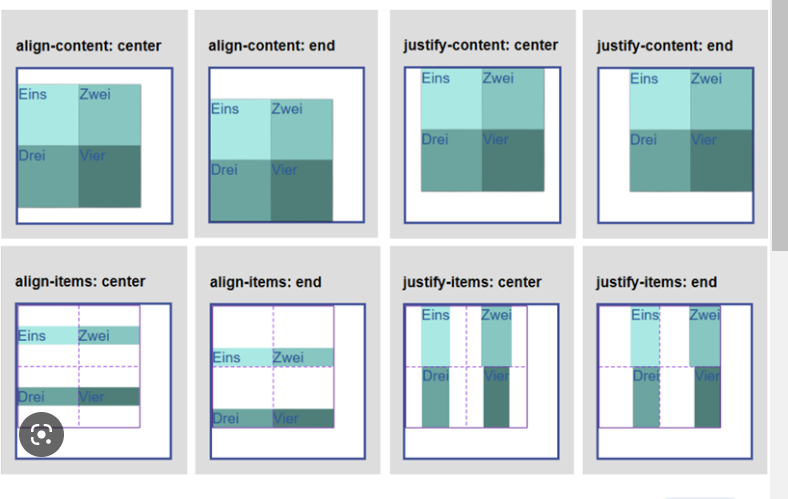 align-content: center
align-content: end
justify-content: center
justify-content: end
Eins Zwei
Drei Vier
Eins Zwei
Drei Vier
Eins Zwei
Drei Vier
Eins Zwei
Drei Vier
align-items: center
align-items: end
justify-items: center
justify-items: end
Eins Zwei
Drei Vier
Eins Zwei
Drei Vier
Eins Zwei
Drei Vier
Eins Zwei
Drei Vier